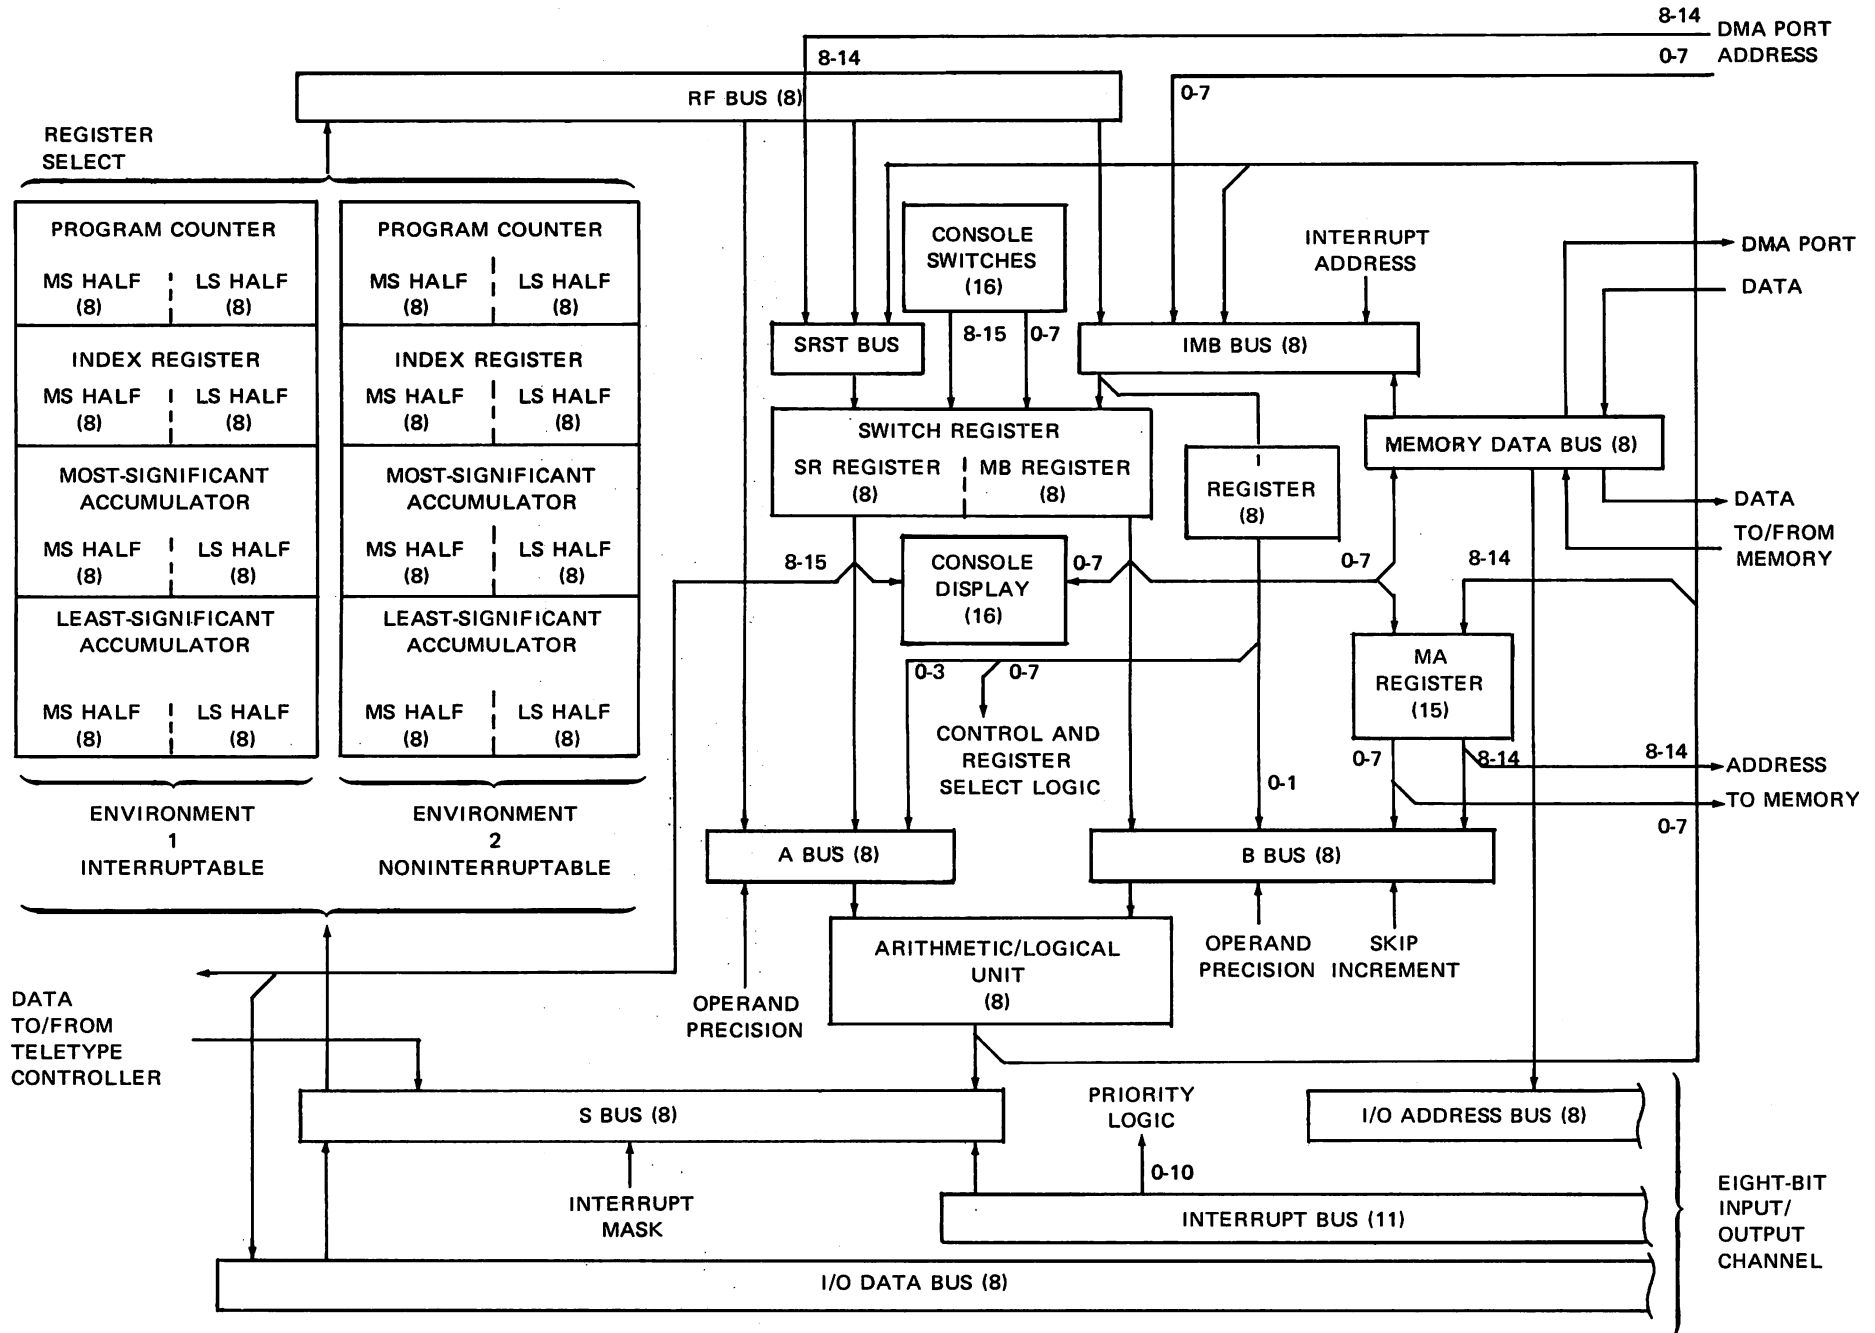 8-14
DMA PORT
ADDRESS
0-7
8-14
0-7
RF BUS (8)
REGISTER
SELECT
PROGRAM COUNTER
MS HALF
(8)
LS HALF
(8)
INDEX REGISTER
MS HALF
(8)
LS HALF
(8)
MOST-SIGNIFICANT
ACCUMULATOR
MS HALF
(8)
LS HALF
(8)
LEAST-SIGNIFICANT
ACCUMULATOR
MS HALF
(8)
LS HALF
(8)
ENVIRONMENT
1
INTERRUPTABLE
PROGRAM COUNTER
MS HALF
(8)
LS HALF
(8)
INDEX REGISTER
MS HALF
(8)
LS HALF
(8)
MOST-SIGNIFICANT
ACCUMULATOR
MS HALF
(8)
LS HALF
(8)
LEAST-SIGNIFICANT
ACCUMULATOR
MS HALF
(8)
LS HALF
(8)
ENVIRONMENT
2
NONINTERRUPTABLE
CONSOLE
SWITCHES
(16)
INTERRUPT
ADDRESS
DMA PORT
DATA
SRST BUS
8-15
0-7
IMB BUS (8)
SWITCH REGISTER
SR REGISTER
(8)
MB REGISTER
(8)
REGISTER
(8)
MEMORY DATA BUS (8)
DATA
TO/FROM
MEMORY
8-15
CONSOLE
DISPLAY
(16)
0-7
0-7
8-14
0-3
0-7
CONTROL AND
REGISTER
SELECT LOGIC
MA
REGISTER
(15)
0-1
0-7
8-14
8-14
ADDRESS
TO MEMORY
0-7
A BUS (8)
B BUS (8)
OPERAND
PRECISION
ARITHMETIC/LOGICAL
UNIT
(8)
OPERAND
PRECISION
SKIP
INCREMENT
DATA
TO/FROM
TELETYPE
CONTROLLER
S BUS (8)
PRIORITY
LOGIC
0-10
I/O ADDRESS BUS (8)
INTERRUPT
MASK
INTERRUPT BUS (11)
I/O DATA BUS (8)
EIGHT-BIT
INPUT/
OUTPUT
CHANNEL